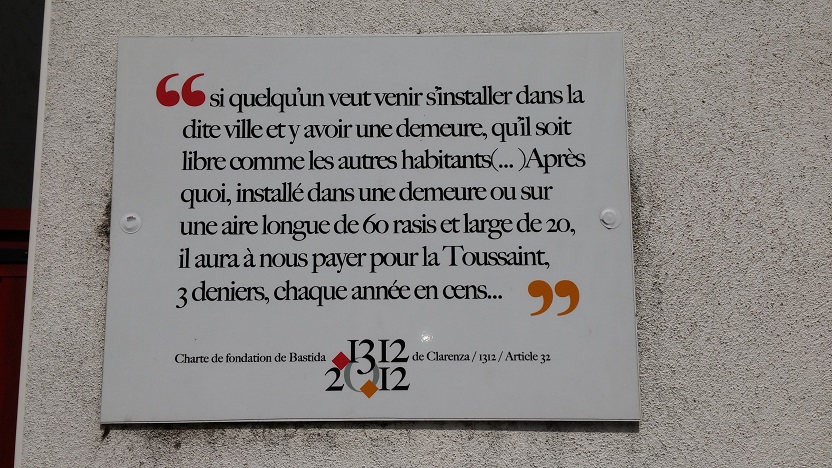 “ si quelqu'un veut venir s'installer dans la
dite ville et y avoir une demeure, qu'il soit
libre comme les autres habitants(... )Après
quoi, installé dans une demeure ou sur
une aire longue de 60 rasis et large de 20,
il aura à nous payer pour la Toussaint,
3 deniers, chaque année en cens... ”
Charte de fondation de Bastida 1312 de Clarenza / 1312 / Article 32
2012